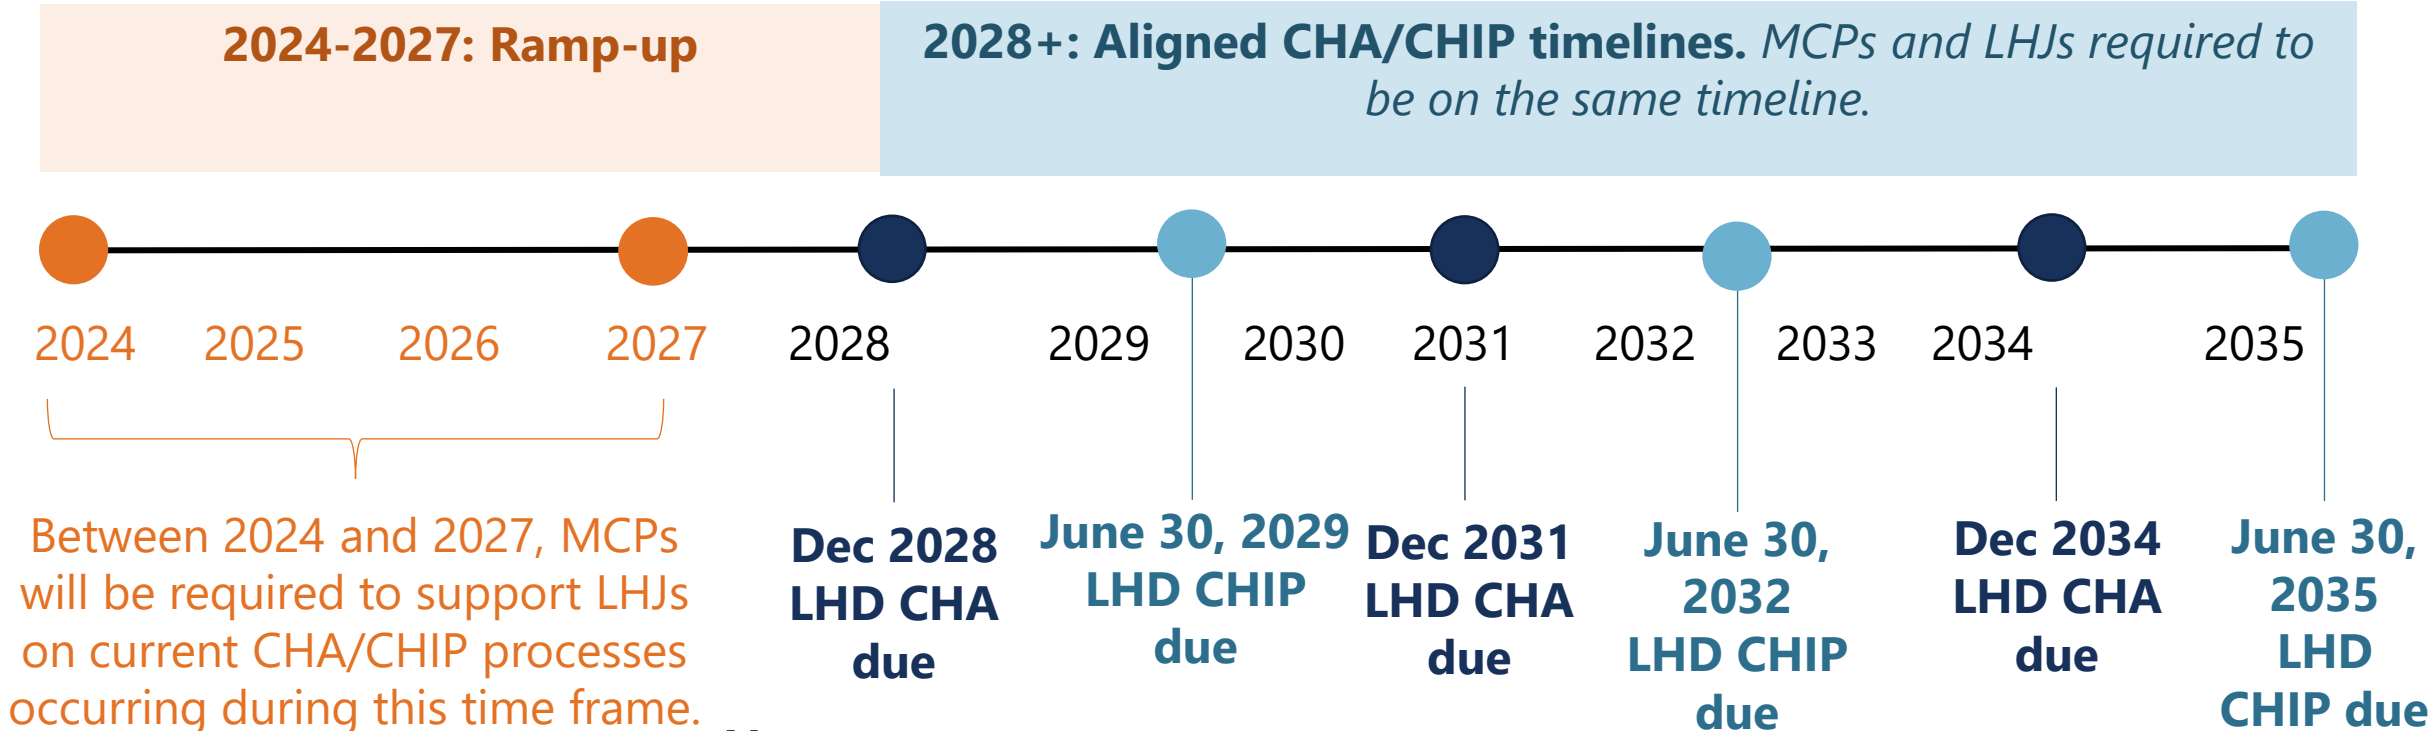 2024-2027: Ramp-up
2028+: Aligned CHA/CHIP timelines. MCPs and LHJs required to
be on the same timeline.
2024 2025 2026 2027 2028 2029 2030 2031 2032 2033 2034 2035
Between 2024 and 2027, MCPs
will be required to support LHJs
on current CHA/CHIP processes
occurring during this time frame.
Dec 2028
LHD CHA
due
June 30, 2029
LHD CHIP
due
Dec 2031
LHD CHA
due
June 30,
2032
LHD CHIP
due
Dec 2034
LHD CHA
due
June 30,
2035
LHD
CHIP due